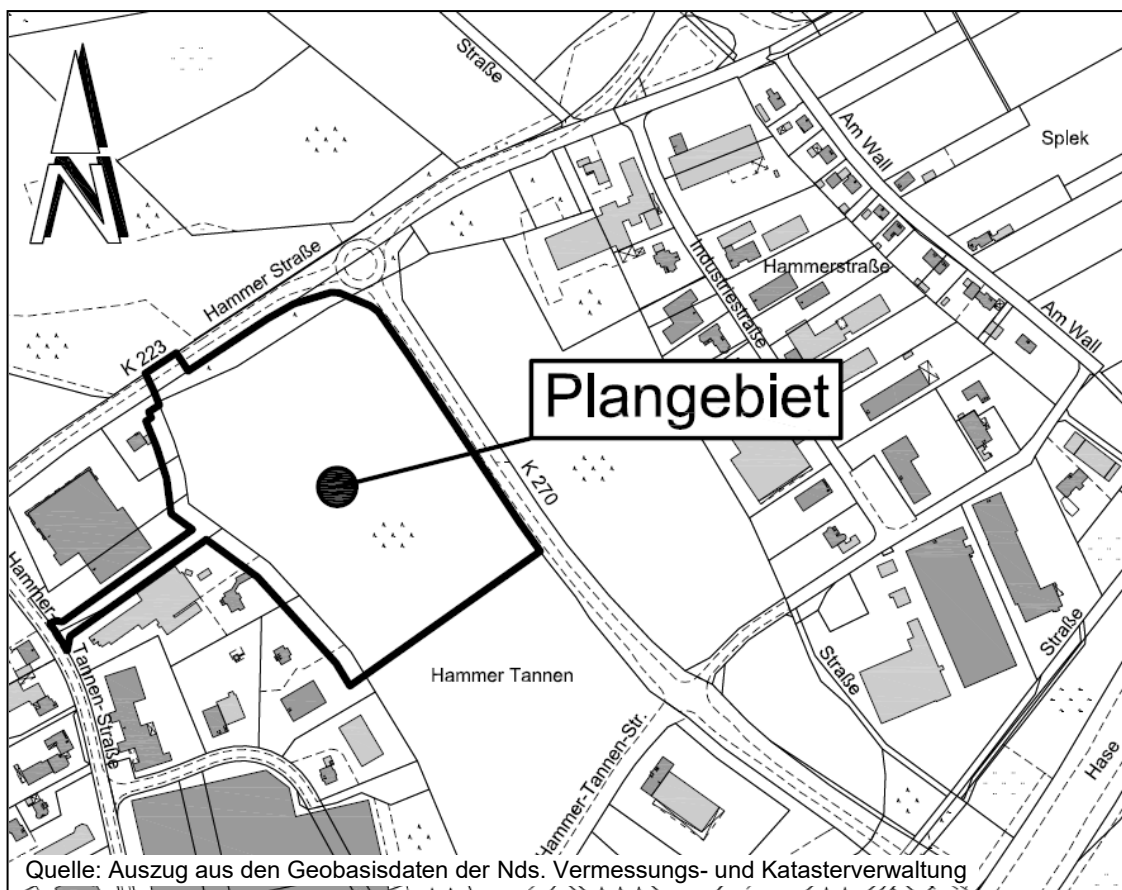 Straße
N
Am Wall
Splek
Hammer Straße
Industriestraße
Hammerstraße
K 223
Am Wall
Plangebiet
K 270
Hammer-
Tannen-Straße
Straße
Straße
Hammer Tannen
Hammer-Tannen-Str.
Hase
Quelle: Auszug aus den Geobasisdaten der Nds. Vermessungs- und Katasterverwaltung